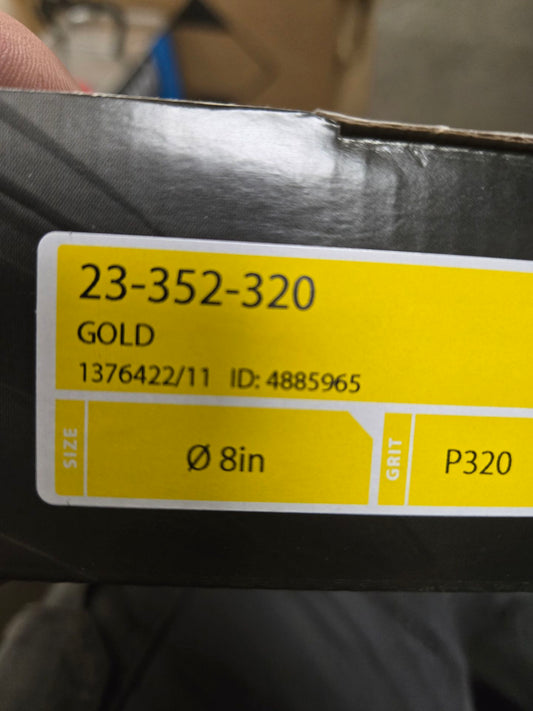 23-352-320
GOLD
1376422/11 ID: 4885965
SIZE
Ø 8in
GRIT
P320